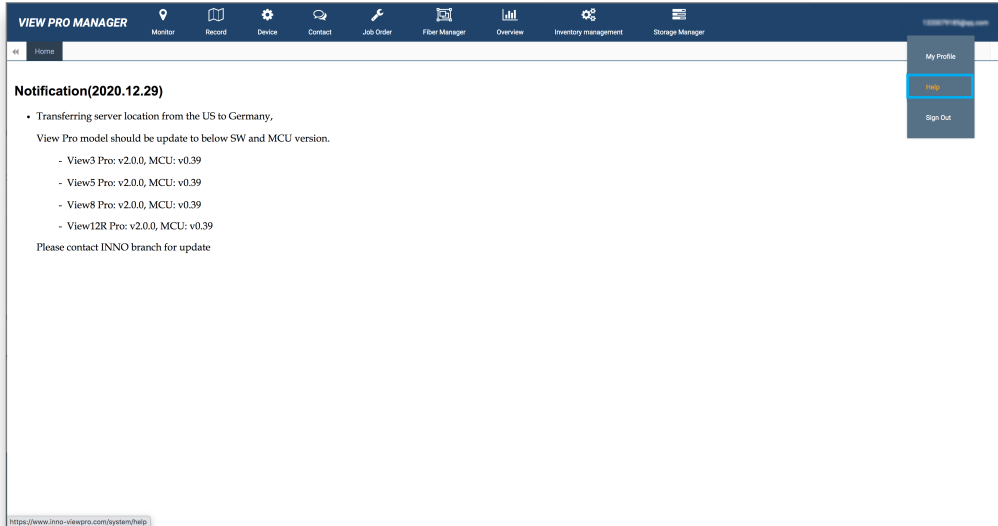 VIEW PRO MANAGER
Monitor
Record
Device
Contact
Job Order
Fiber Manager
Overview
Inventory management
Storage Manager
Home
My Profile
Help
Sign Out
Notification(2020.12.29)
• Transferring server location from the US to Germany,
View Pro model should be update to below SW and MCU version.
- View3 Pro: v2.0.0, MCU: v0.39
- View5 Pro: v2.0.0, MCU: v0.39
- View8 Pro: v2.0.0, MCU: v0.39
- View12R Pro: v2.0.0, MCU: v0.39
Please contact INNO branch for update
https://www.inno-viewpro.com/system/help